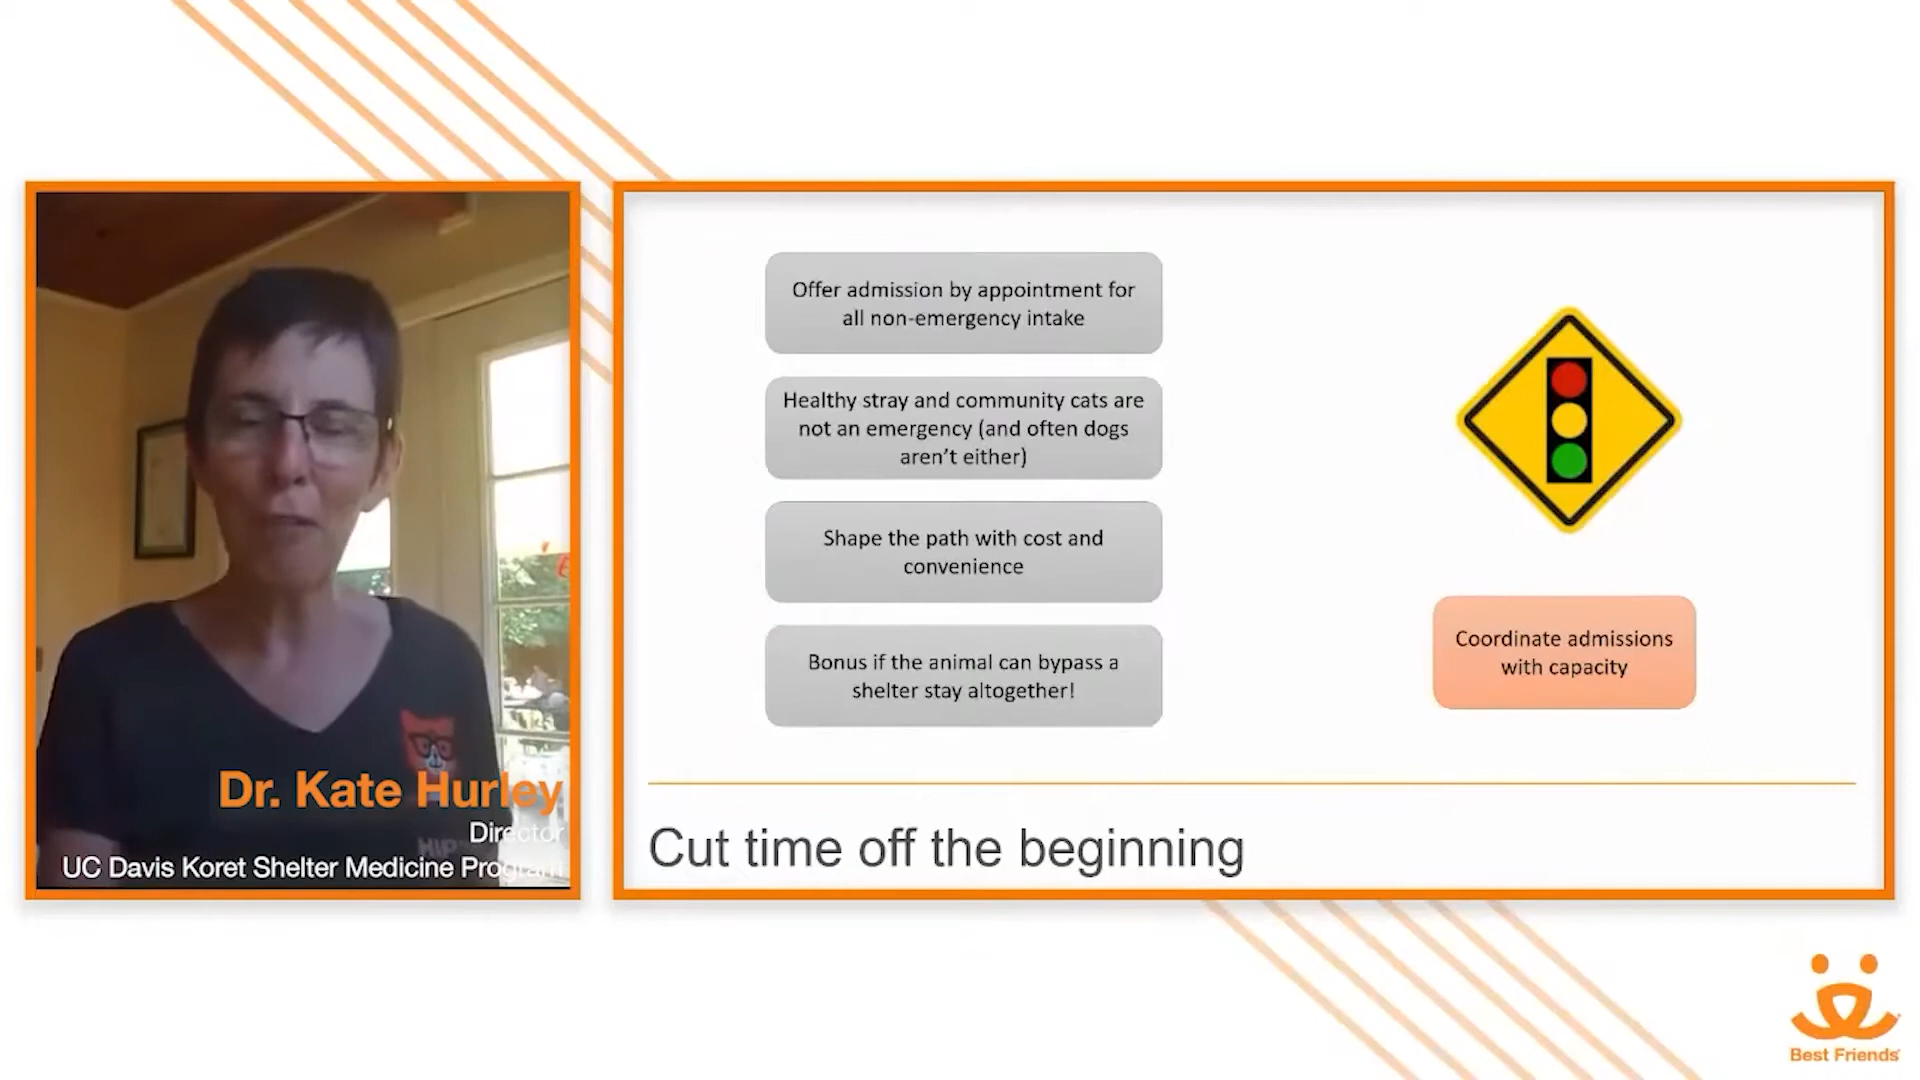 Dr. Kate Hurley
Director
UC Davis Koret Shelter Medicine Program
Offer admission by appointment for
all non-emergency intake
Healthy stray and community cats are
not an emergency (and often dogs
aren't either)
Shape the path with cost and
convenience
Bonus if the animal can bypass a
shelter stay altogether!
Coordinate admissions
with capacity
Cut time off the beginning
Best Friends